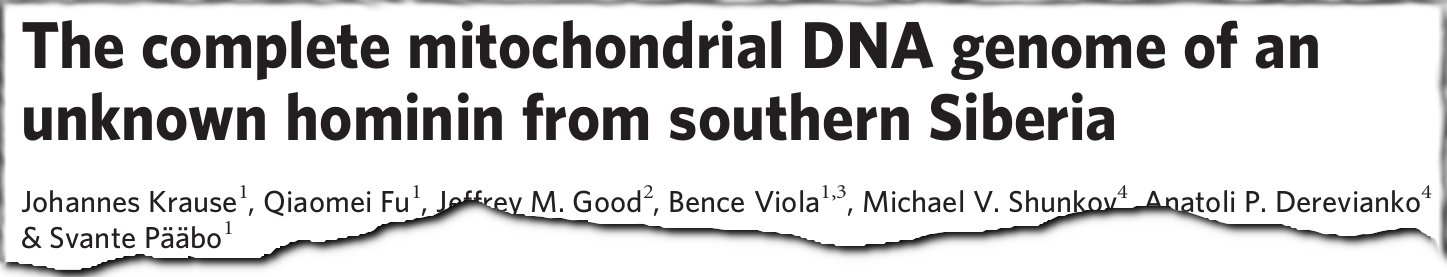 The complete mitochondrial DNA genome of an
unknown hominin from southern Siberia
Johannes Krause1, Qiaomei Fu1, Jeffrey M. Good2, Bence Viola1,3, Michael V. Shunkov4, Anatoli P. Derevianko4
& Svante Pääbo1